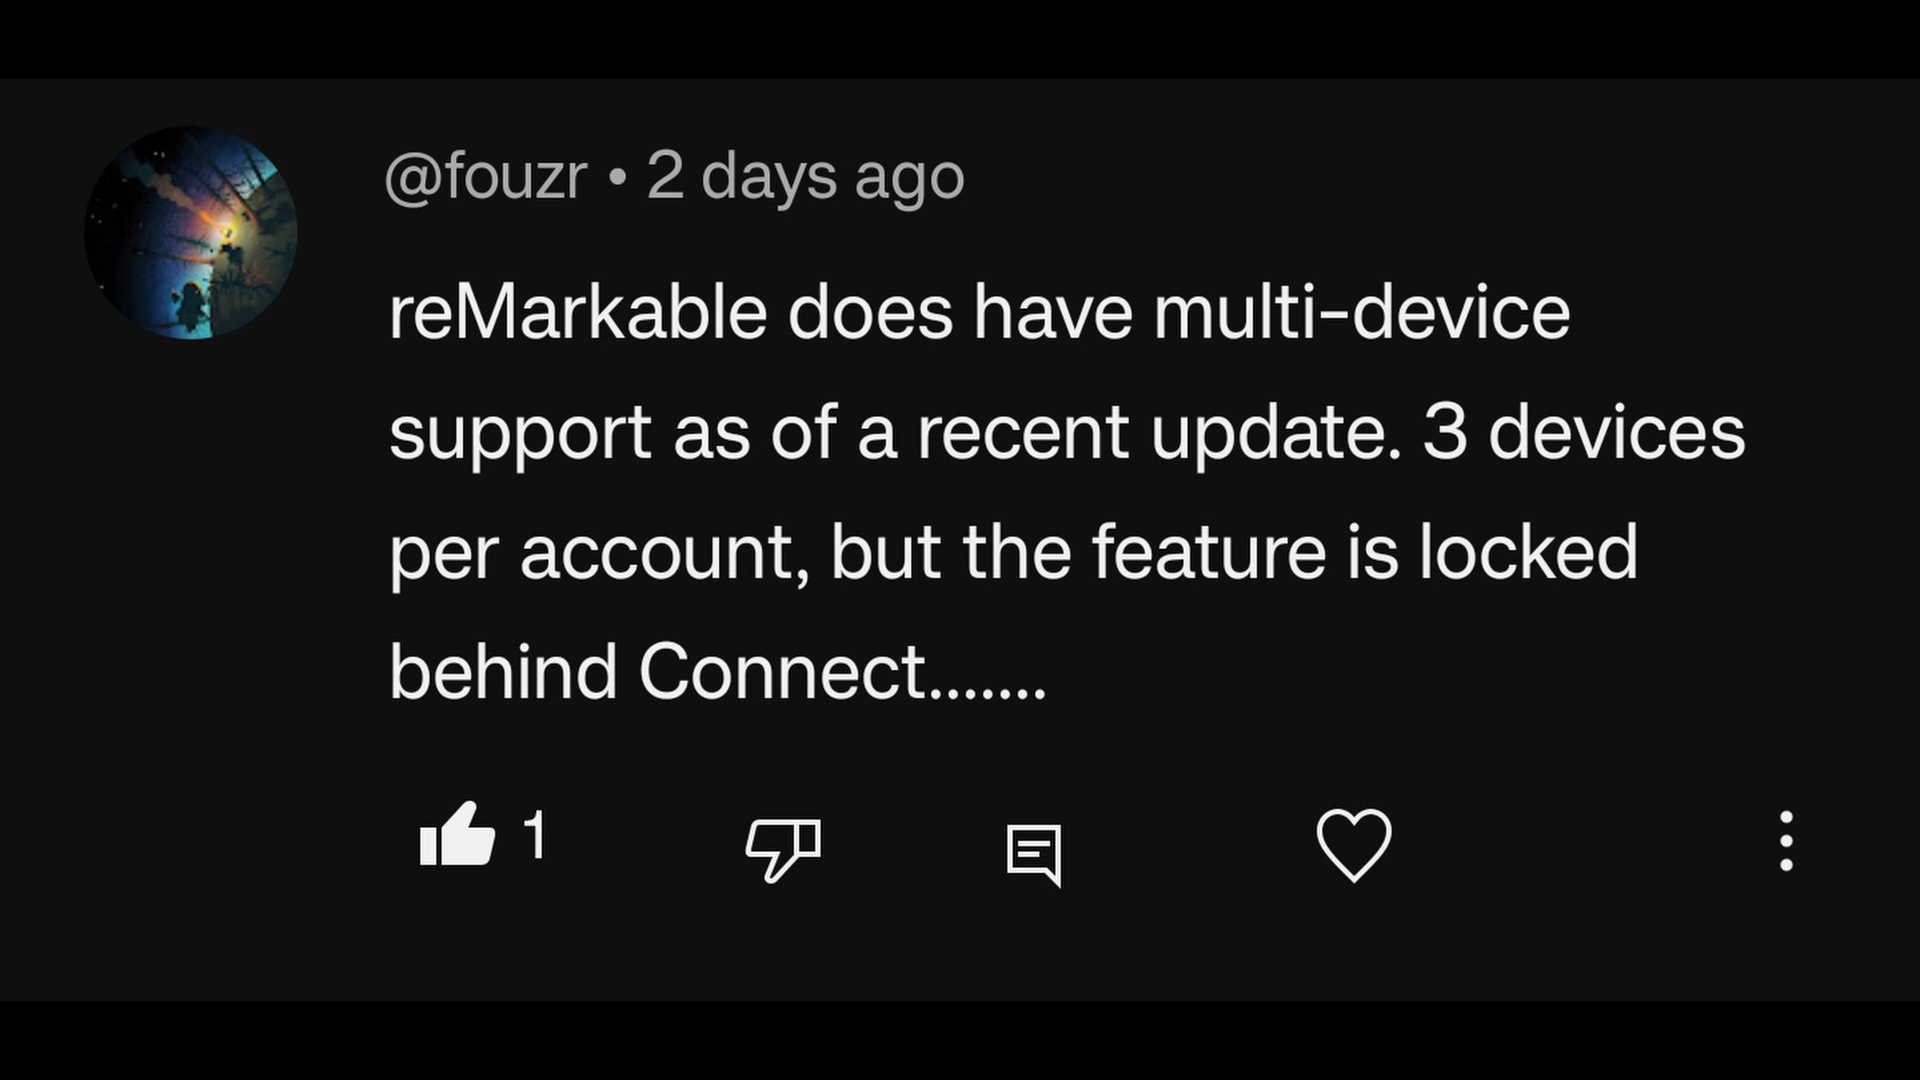 @fouzr • 2 days ago
reMarkable does have multi-device
support as of a recent update. 3 devices
per account, but the feature is locked
behind Connect.......
1